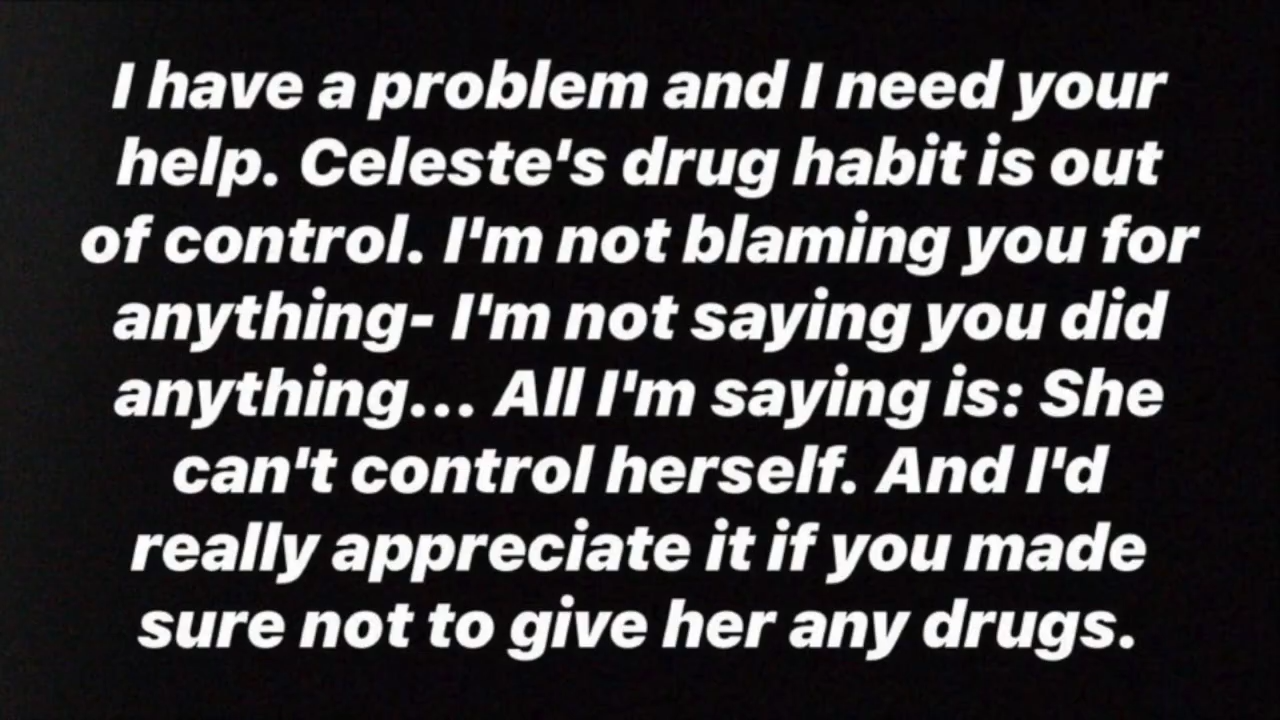 I have a problem and I need your
help. Celeste's drug habit is out
of control. I'm not blaming you for
anything- I'm not saying you did
anything... All I'm saying is: She
can't control herself. And I'd
really appreciate it if you made
sure not to give her any drugs.